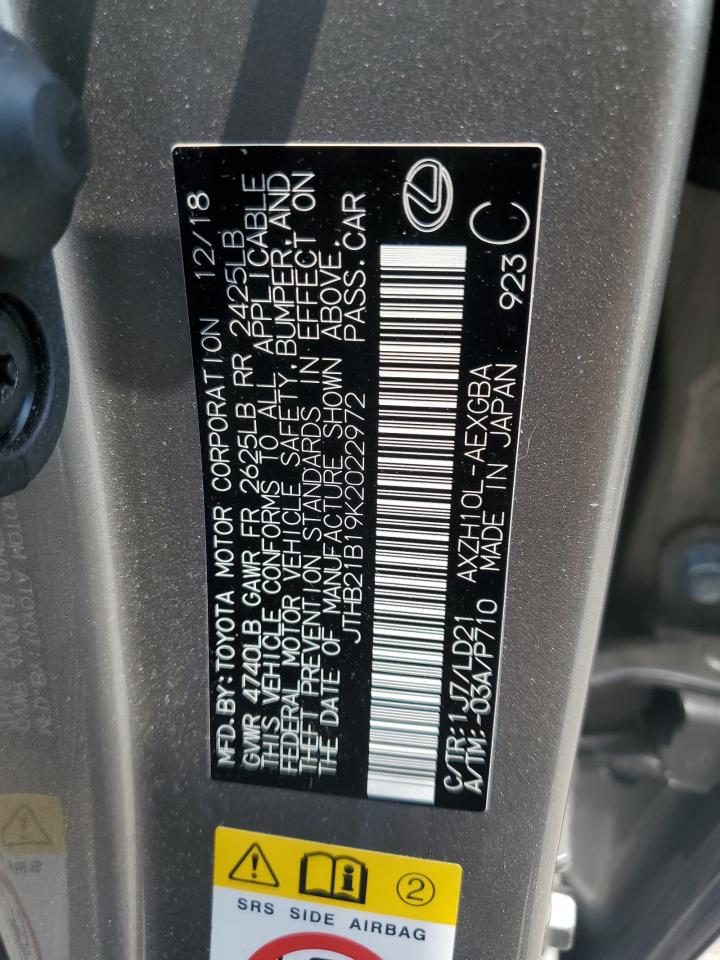 MFD.BY:TOYOTA MOTOR CORPORATION 12/18
GVWR 4740LB GAWR FR 2625LB RR 2425LB
THIS VEHICLE CONFORMS TO ALL APPLICABLE
FEDERAL MOTOR VEHICLE SAFETY, BUMPER, AND
THEFT PREVENTION STANDARDS IN EFFECT ON
THE DATE OF MANUFACTURE SHOWN ABOVE.
JTHB21B19K2022972 PASS.CAR
C/TR:1J7/LD21 AXZH10L-AEXGBA 923
A/TM:-03A/P710 MADE IN JAPAN C
2
SRS SIDE AIRBAG